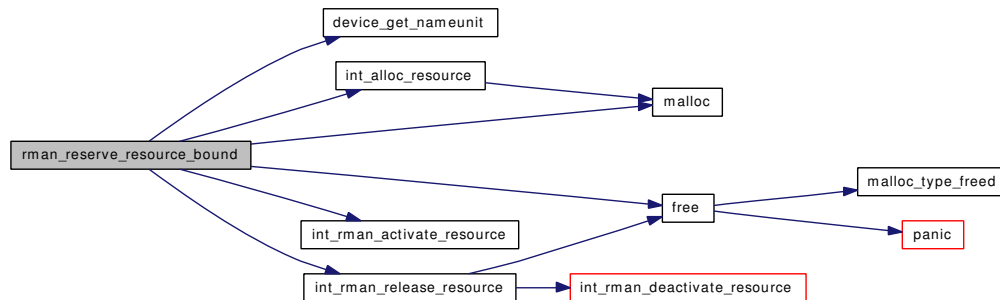 device_get_nameunit
int_alloc_resource
malloc
rman_reserve_resource_bound
malloc_type_freed
free
int_rman_activate_resource
panic
int_rman_release_resource
int_rman_deactivate_resource